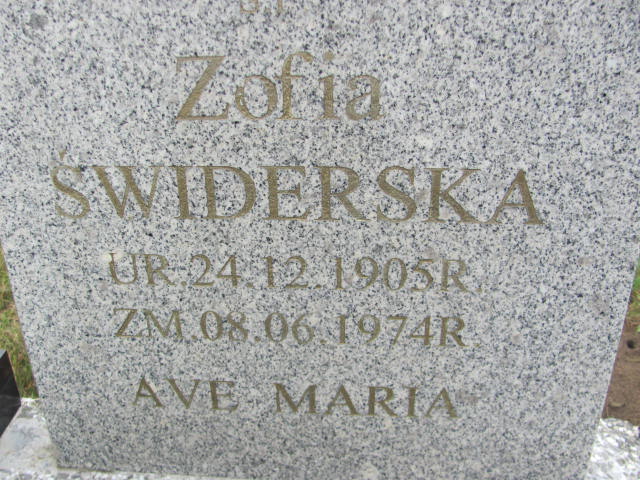 Zofia
ŚWIDERSKA
UR.24.12.1905R.
ZM.08.06.1974R.
AVE MARIA